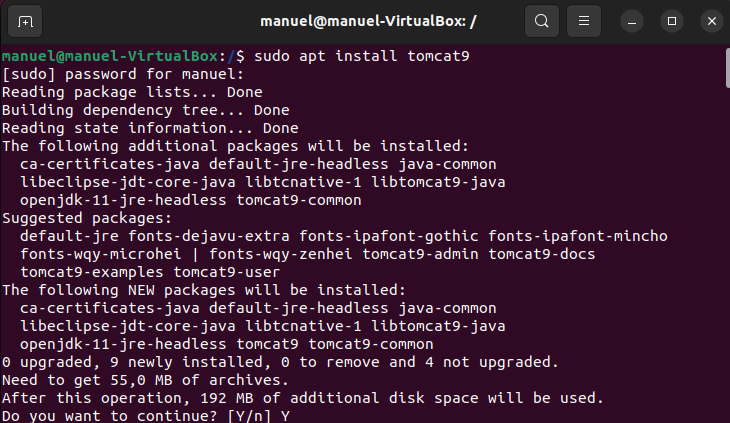 manuel@manuel-VirtualBox: /
manuel@manuel-VirtualBox:/$ sudo apt install tomcat9
[sudo] password for manuel:
Reading package lists... Done
Building dependency tree... Done
Reading state information... Done
The following additional packages will be installed:
  ca-certificates-java default-jre-headless java-common
  libeclipse-jdt-core-java libtcnative-1 libtomcat9-java
  openjdk-11-jre-headless tomcat9-common
Suggested packages:
  default-jre fonts-dejavu-extra fonts-ipafont-gothic fonts-ipafont-mincho
  fonts-wqy-microhei | fonts-wqy-zenhei tomcat9-admin tomcat9-docs
  tomcat9-examples tomcat9-user
The following NEW packages will be installed:
  ca-certificates-java default-jre-headless java-common
  libeclipse-jdt-core-java libtcnative-1 libtomcat9-java
  openjdk-11-jre-headless tomcat9 tomcat9-common
0 upgraded, 9 newly installed, 0 to remove and 4 not upgraded.
Need to get 55,0 MB of archives.
After this operation, 192 MB of additional disk space will be used.
Do you want to continue? [Y/n] Y